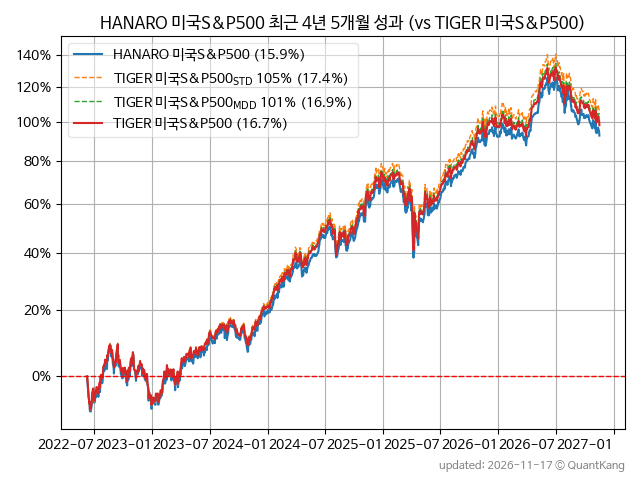 HANARO 미국S&P500 최근 4년 5개월 성과 (vs TIGER 미국S&P500)
140%
120%
100%
80%
60%
40%
20%
0%
HANARO 미국S&P500 (15.9%)
TIGER 미국S&P500STD 105% (17.4%)
TIGER 미국S&P500MDD 101% (16.9%)
TIGER 미국S&P500 (16.7%)
2022-07 2023-01 2023-07 2024-01 2024-07 2025-01 2025-07 2026-01 2026-07 2027-01
updated: 2026-11-17 © QuantKang